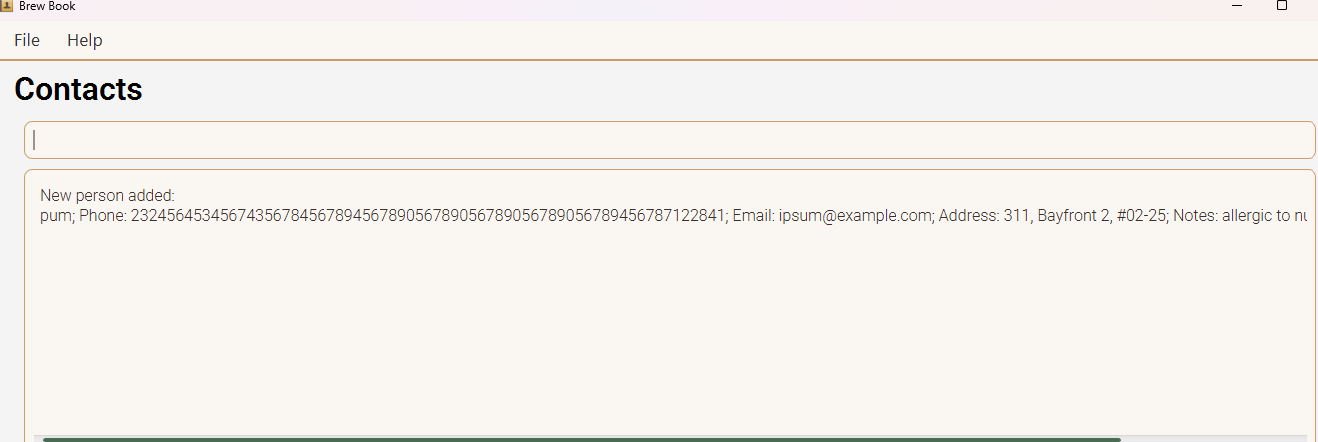 Brew Book
File Help
Contacts
New person added:
pum; Phone: 2324564534567435678456789456789056789056789056789056789456787122841; Email: ipsum@example.com; Address: 311, Bayfront 2, #02-25; Notes: allergic to nu